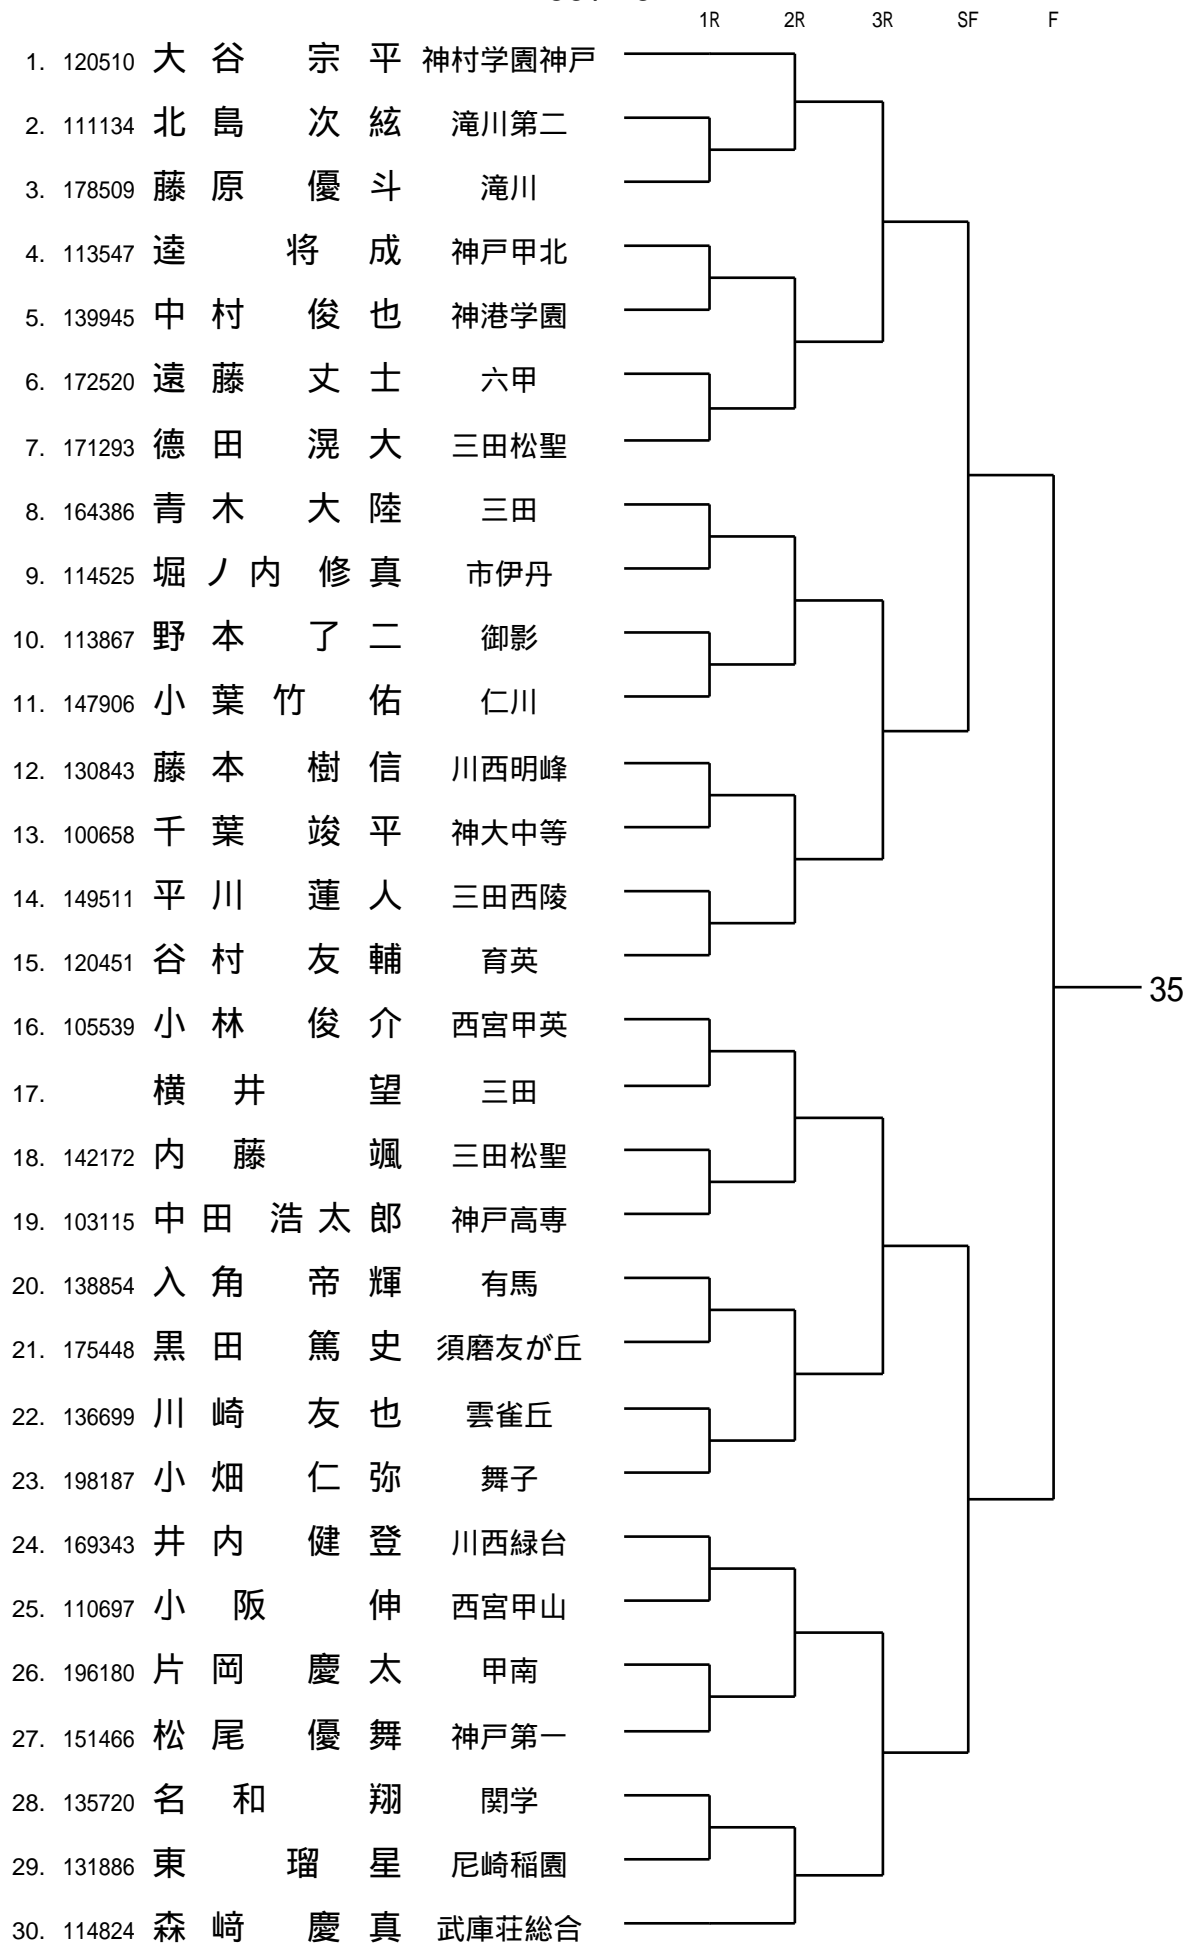 1R 2R 3R SF F
1. 120510 大谷 宗平 神村学園神戸
2. 111134 北島 次絃 滝川第二
3. 178509 藤原 優斗 滝川
4. 113547 逵 将成 神戸甲北
5. 139945 中村 俊也 神港学園
6. 172520 遠藤 丈士 六甲
7. 171293 德田 滉大 三田松聖
8. 164386 青木 大陸 三田
9. 114525 堀ノ内 修真 市伊丹
10. 113867 野本 了二 御影
11. 147906 小葉竹 佑 仁川
12. 130843 藤本 樹信 川西明峰
13. 100658 千葉 竣平 神大中等
14. 149511 平川 蓮人 三田西陵
15. 120451 谷村 友輔 育英
35
16. 105539 小林 俊介 西宮甲英
17. 横井 望 三田
18. 142172 内藤 颯 三田松聖
19. 103115 中田 浩太郎 神戸高専
20. 138854 入角 帝輝 有馬
21. 175448 黒田 篤史 須磨友が丘
22. 136699 川崎 友也 雲雀丘
23. 198187 小畑 仁弥 舞子
24. 169343 井内 健登 川西緑台
25. 110697 小阪 伸 西宮甲山
26. 196180 片岡 慶太 甲南
27. 151466 松尾 優舞 神戸第一
28. 135720 名和 翔 関学
29. 131886 東 瑠星 尼崎稲園
30. 114824 森﨑 慶真 武庫荘総合